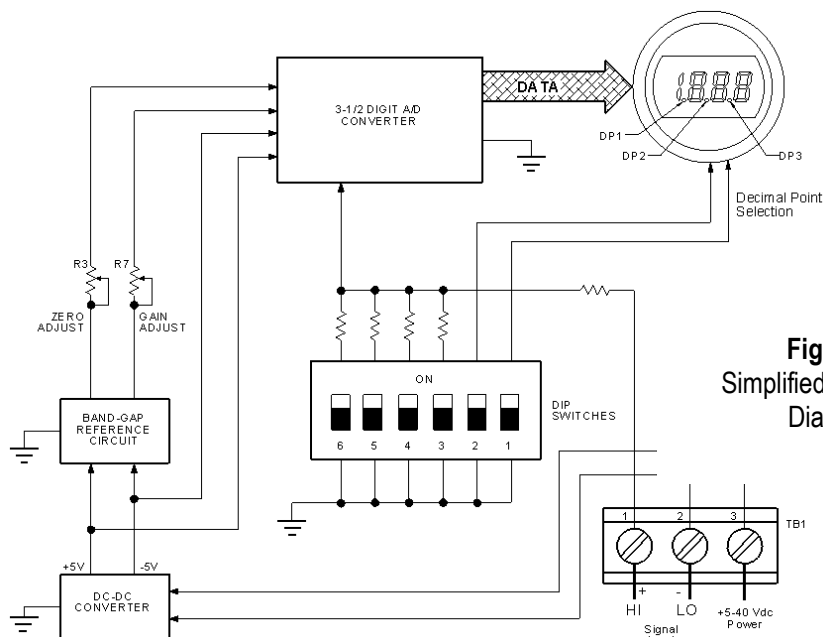 3-1/2 DIGIT A/D
CONVERTER
DATA
1888
DP1
DP2
DP3
Decimal Point
Selection
R3
R7
ZERO
ADJUST
GAIN
ADJUST
BAND-GAP
REFERENCE
CIRCUIT
ON
6 5 4 3 2 1
DIP
SWITCHES
Fig
Simplified
Dia
+5V
-5V
DC-DC
CONVERTER
1 2 3
TB1
+ -
HI LO
+5-40 Vdc
Power
Signal